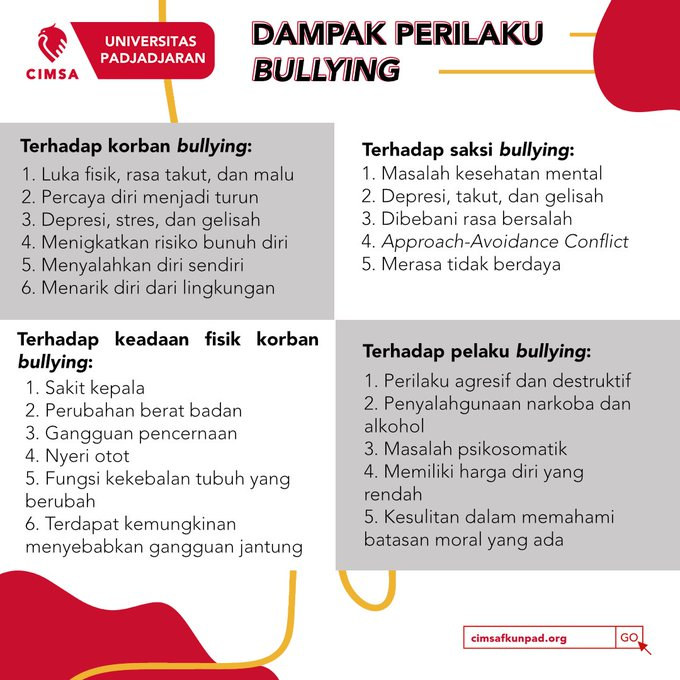 CIMSA
UNIVERSITAS
PADJADJARAN
DAMPAK PERILAKU
BULLYING
Terhadap korban bullying:
1. Luka fisik, rasa takut, dan malu
2. Percaya diri menjadi turun
3. Depresi, stres, dan gelisah
4. Menigkatkan risiko bunuh diri
5. Menyalahkan diri sendiri
6. Menarik diri dari lingkungan
Terhadap saksi bullying:
1. Masalah kesehatan mental
2. Depresi, takut, dan gelisah
3. Dibebani rasa bersalah
4. Approach-Avoidance Conflict
5. Merasa tidak berdaya
Terhadap keadaan fisik korban
bullying:
1. Sakit kepala
2. Perubahan berat badan
3. Gangguan pencernaan
4. Nyeri otot
5. Fungsi kekebalan tubuh yang
berubah
6. Terdapat kemungkinan
menyebabkan gangguan jantung
Terhadap pelaku bullying:
1. Perilaku agresif dan destruktif
2. Penyalahgunaan narkoba dan
alkohol
3. Masalah psikosomatik
4. Memiliki harga diri yang
rendah
5. Kesulitan dalam memahami
batasan moral yang ada
cimsafkunpad.org
GO